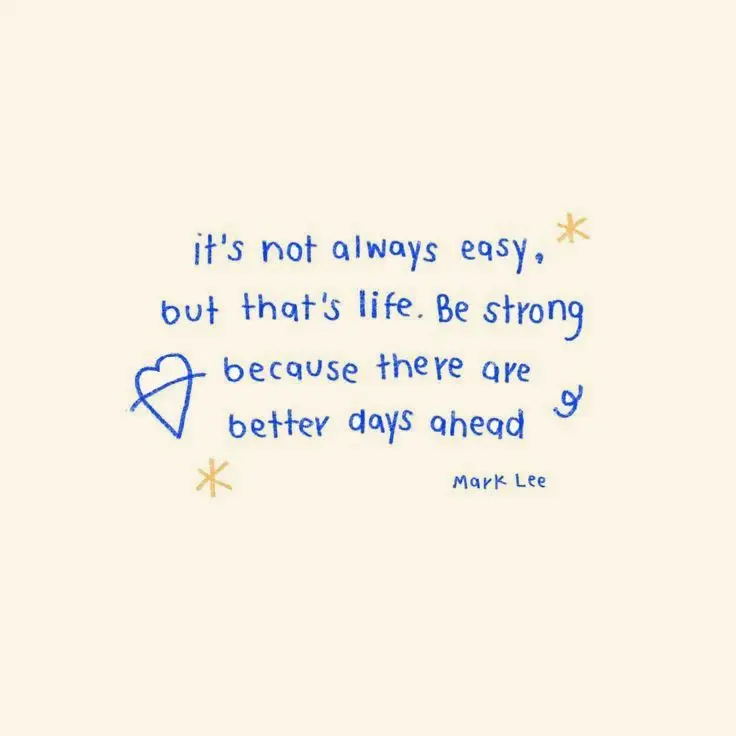 it's not always easy,
but that's life. Be strong
because there are
better days ahead
Mark Lee